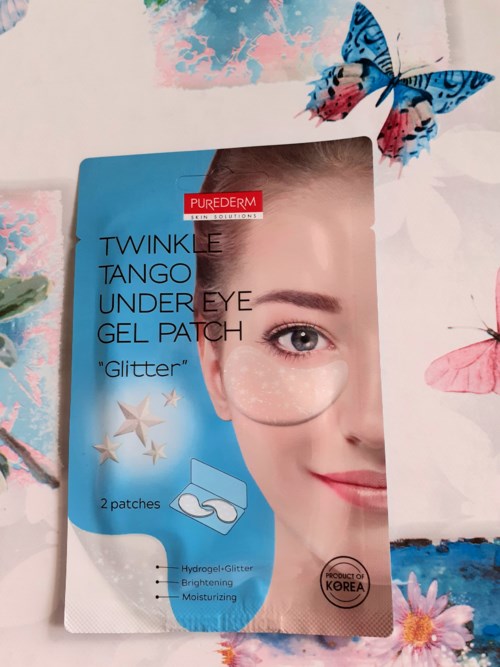 PUREDERM
SKIN SOLUTIONS
TWINKLE
TANGO
UNDER EYE
GEL PATCH
"Glitter"
2 patches
Hydrogel+Glitter
Brightening
Moisturizing
PRODUCT OF
KOREA